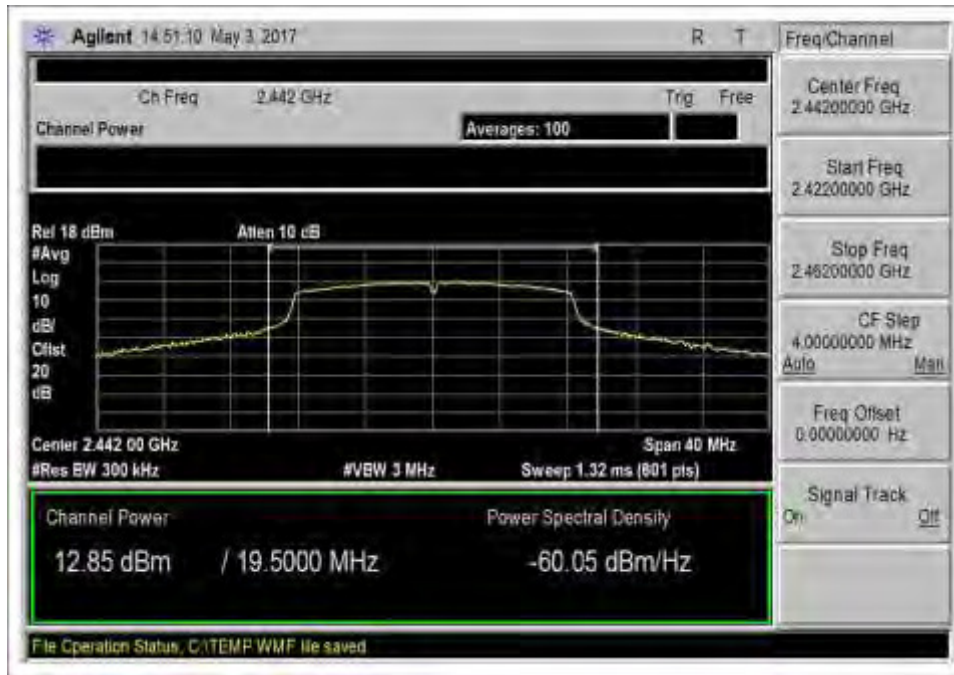 Agilent 14:51:10 May 3, 2017 R T
Freq/Channel
Ch Freq 2.442 GHz Trig Free
Channel Power Averages: 100
Ref 18 dBm Atten 10 dB
#Avg
Log
10
dB/
Offst
20
dB
Center 2.442 00 GHz Span 40 MHz
#Res BW 300 kHz #VBW 3 MHz Sweep 1.32 ms (601 pts)
Channel Power Power Spectral Density
12.85 dBm / 19.5000 MHz -60.05 dBm/Hz
File Operation Status, C:\TEMP.WMF file saved
Center Freq
2.44200000 GHz
Start Freq
2.42200000 GHz
Stop Freq
2.46200000 GHz
CF Step
4.00000000 MHz
Auto Man
Freq Offset
0.00000000 Hz
Signal Track
On Off